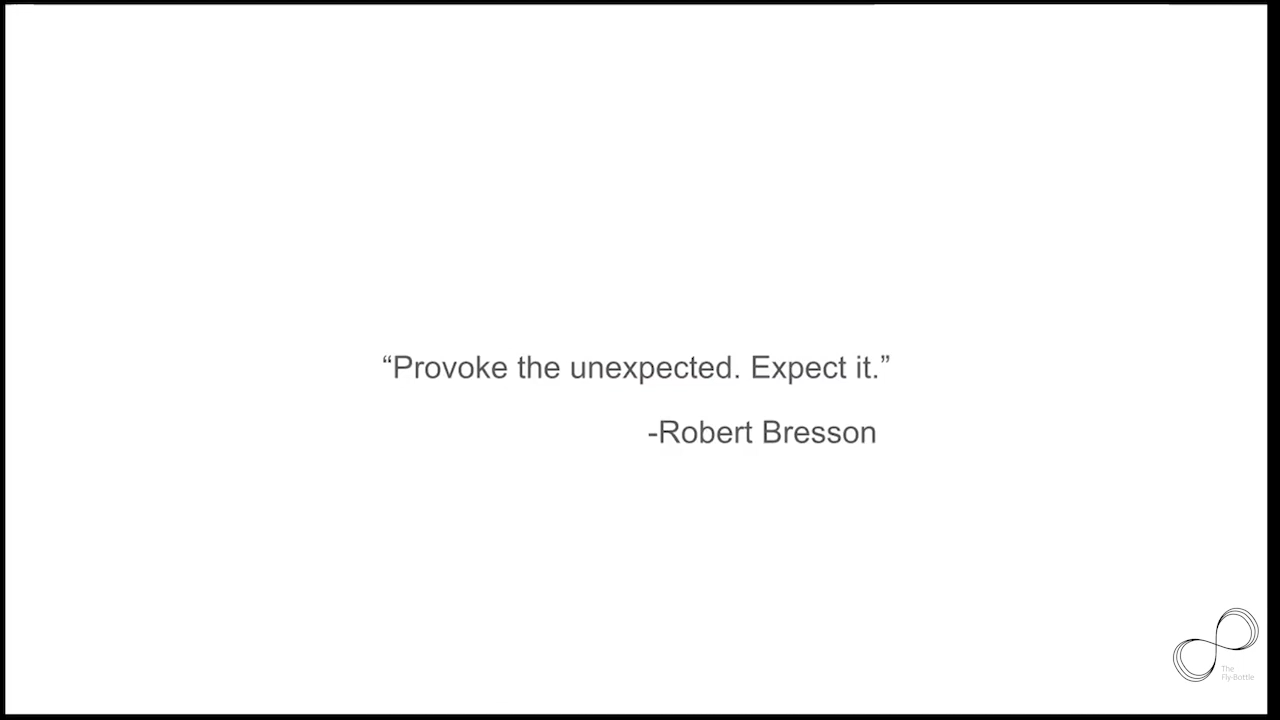 “Provoke the unexpected. Expect it.”
-Robert Bresson
The
Fly-Bottle